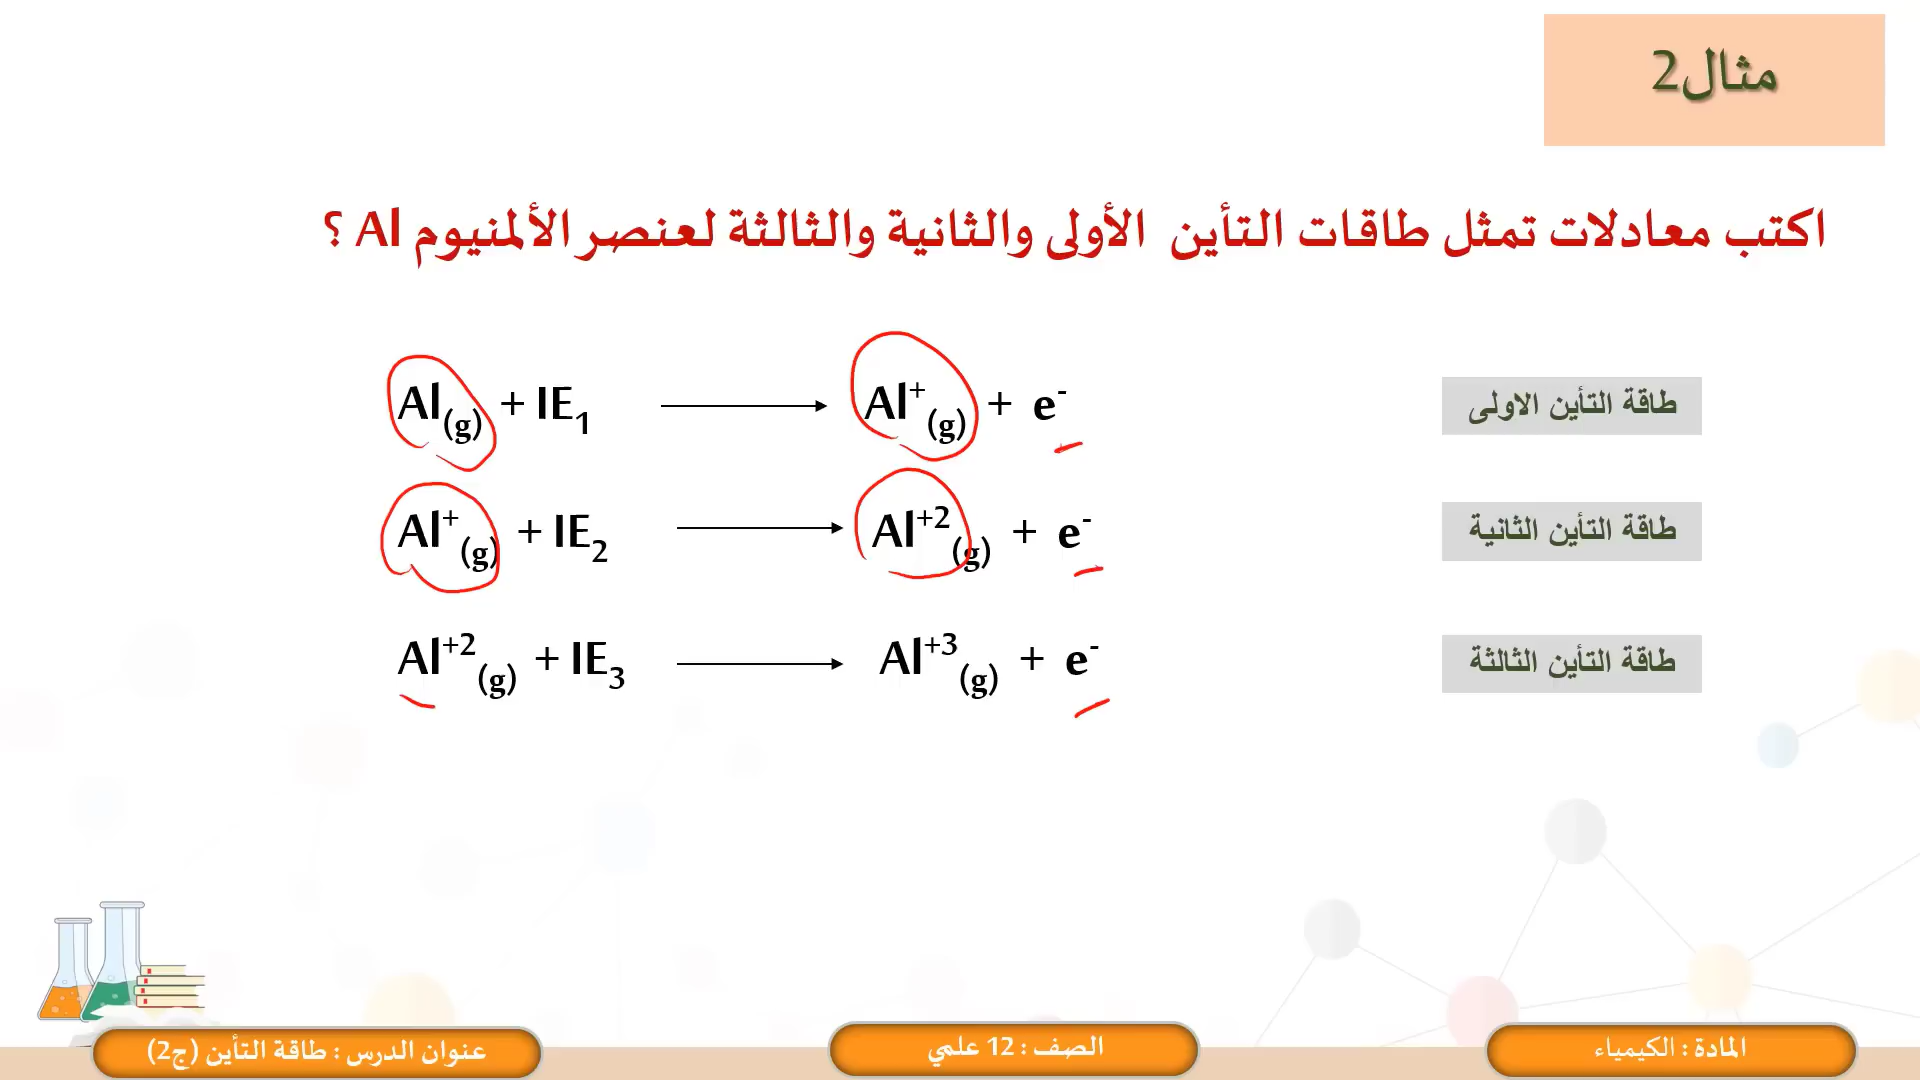 مثال2
اكتب معادلات تمثل طاقات التأين الأولى والثانية والثالثة لعنصر الألمنيوم Al ؟
Al(g) + IE1 ⟶ Al+(g) + e- طاقة التأين الاولى
Al+(g) + IE2 ⟶ Al+2(g) + e- طاقة التأين الثانية
Al+2(g) + IE3 ⟶ Al+3(g) + e- طاقة التأين الثالثة
المادة : الكيمياء
الصف : 12 علمي
عنوان الدرس : طاقة التأين (ج2)